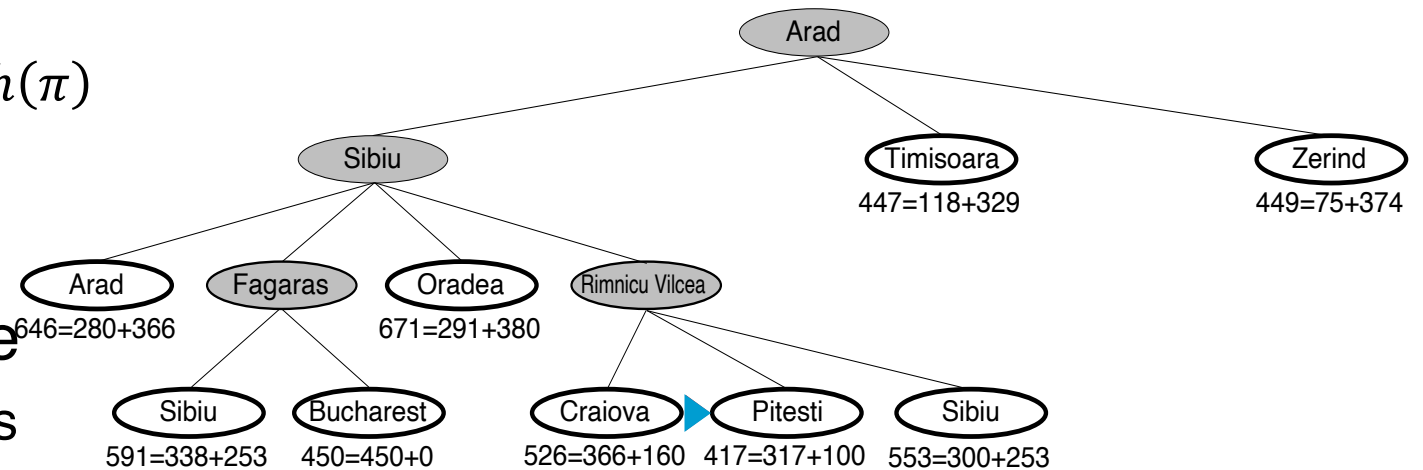 Arad
h(π)
Sibiu
Timisoara
Zerind
447=118+329
449=75+374
Arad
Fagaras
Oradea
Rimnicu Vilcea
646=280+366
671=291+380
e
Sibiu
Bucharest
Craiova
Pitesti
Sibiu
s
591=338+253
450=450+0
526=366+160
417=317+100
553=300+253